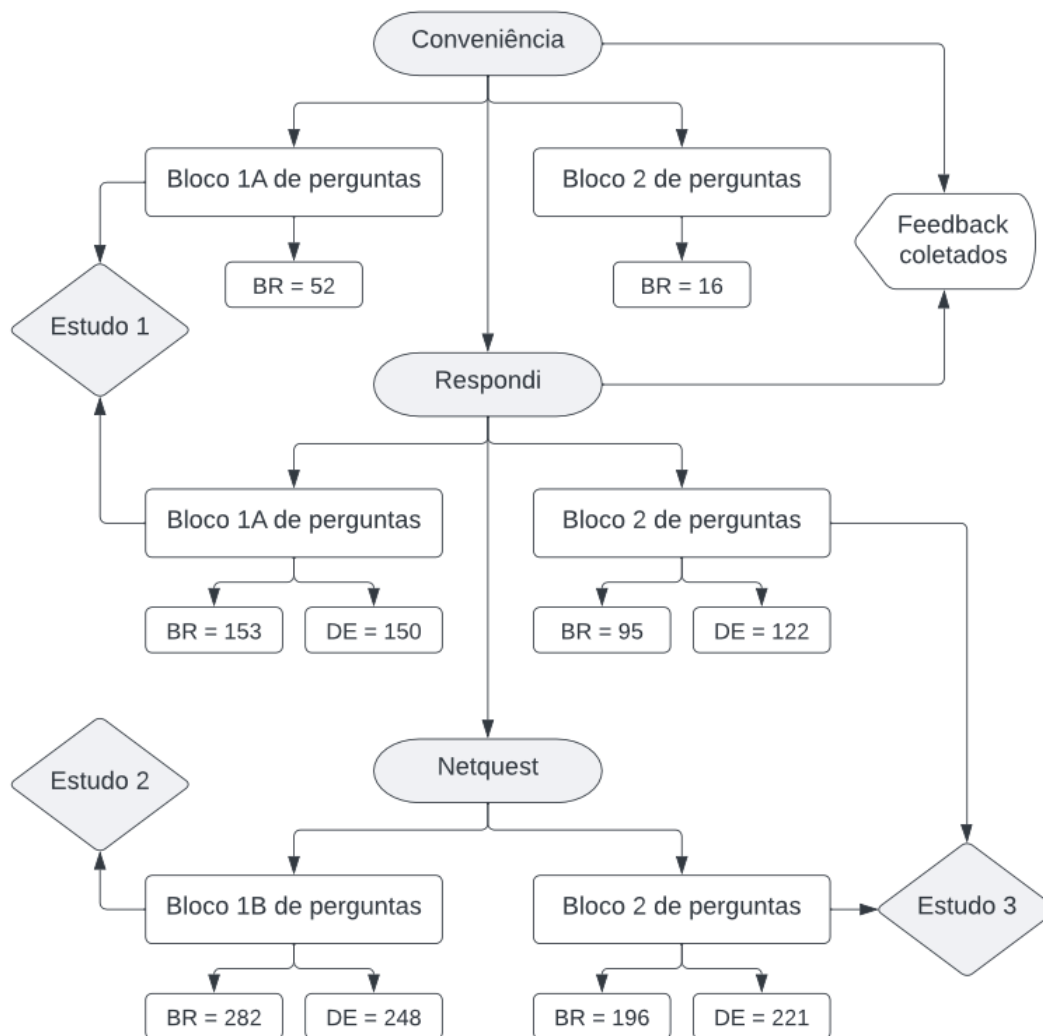 Conveniência
Bloco 1A de perguntas
Bloco 2 de perguntas
Feedback
coletados
BR = 52
BR = 16
Estudo 1
Respondi
Bloco 1A de perguntas
Bloco 2 de perguntas
BR = 153
DE = 150
BR = 95
DE = 122
Netquest
Estudo 2
Bloco 1B de perguntas
Bloco 2 de perguntas
Estudo 3
BR = 282
DE = 248
BR = 196
DE = 221